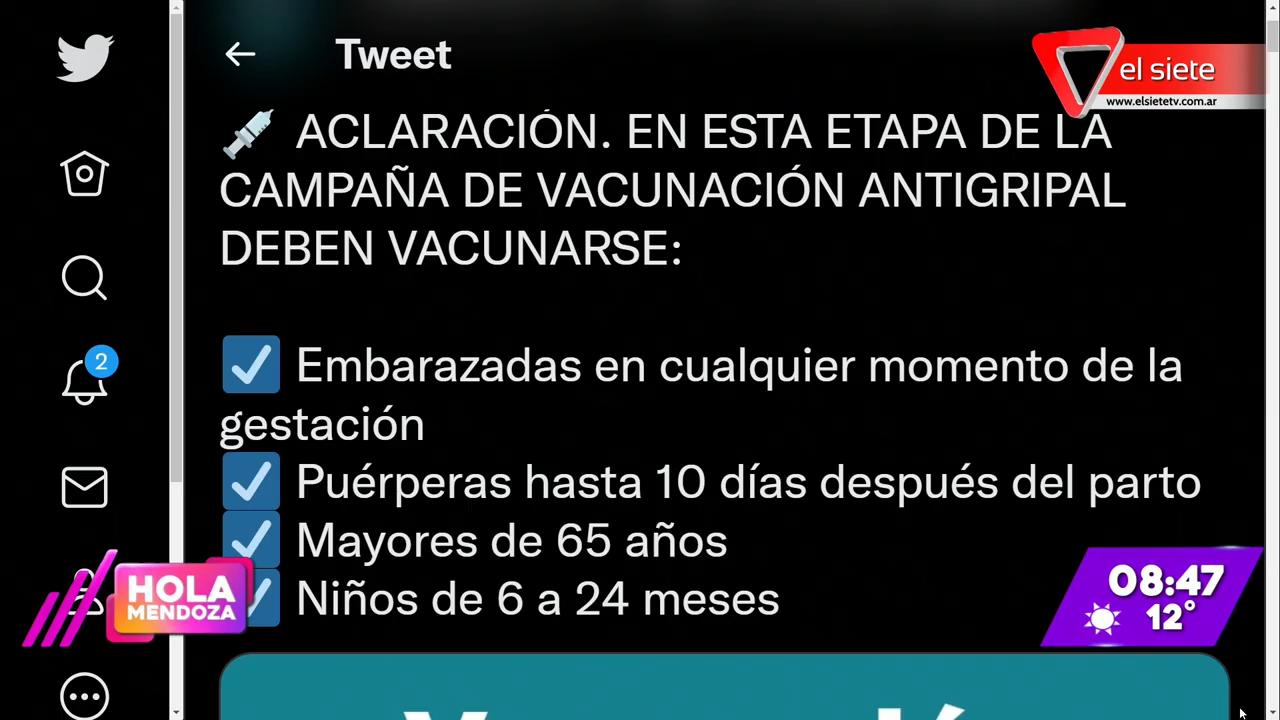 Tweet
el siete
www.elsietetv.com.ar
ACLARACIÓN. EN ESTA ETAPA DE LA
CAMPAÑA DE VACUNACIÓN ANTIGRIPAL
DEBEN VACUNARSE:
2
Embarazadas en cualquier momento de la
gestación
Puérperas hasta 10 días después del parto
Mayores de 65 años
Niños de 6 a 24 meses
HOLA
MENDOZA
08:47
12°